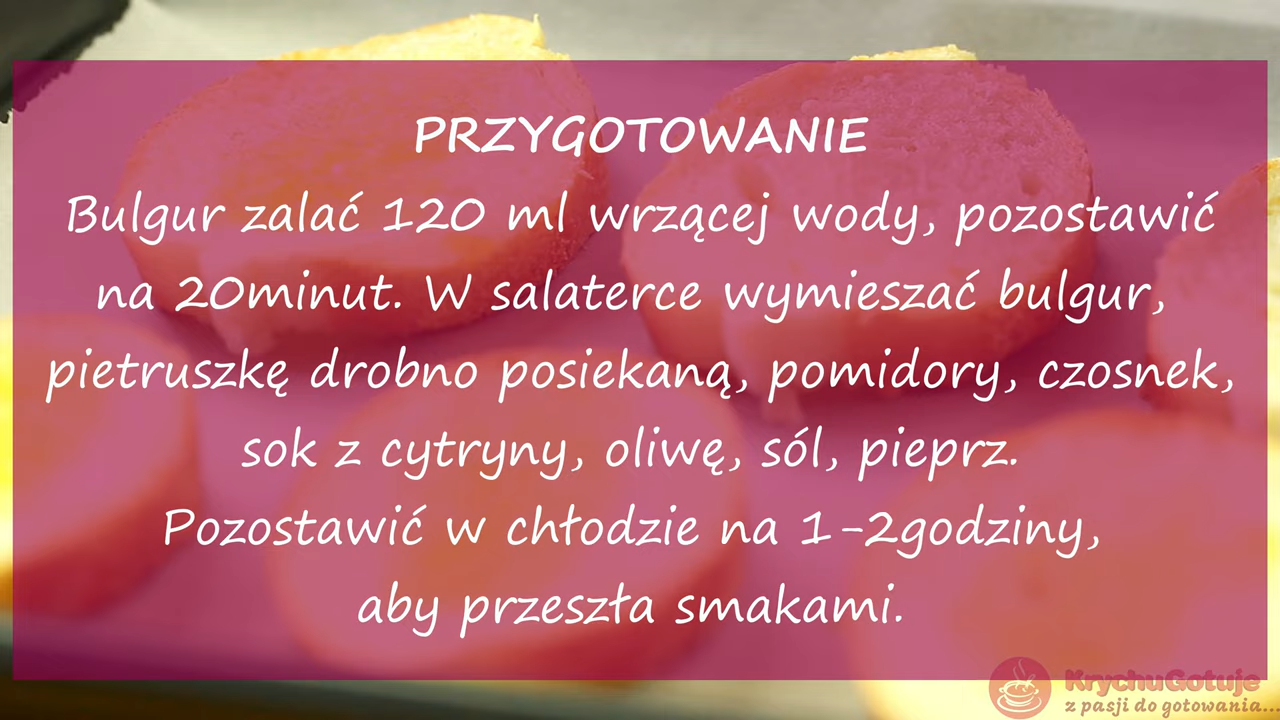 PRZYGOTOWANIE
Bulgur zalać 120 ml wrzącej wody, pozostawić
na 20minut. W salaterce wymieszać bulgur,
pietruszkę drobno posiekaną, pomidory, czosnek,
sok z cytryny, oliwę, sól, pieprz.
Pozostawić w chłodzie na 1-2godziny,
aby przeszła smakami.
KrychuGotuje
z pasji do gotowania...